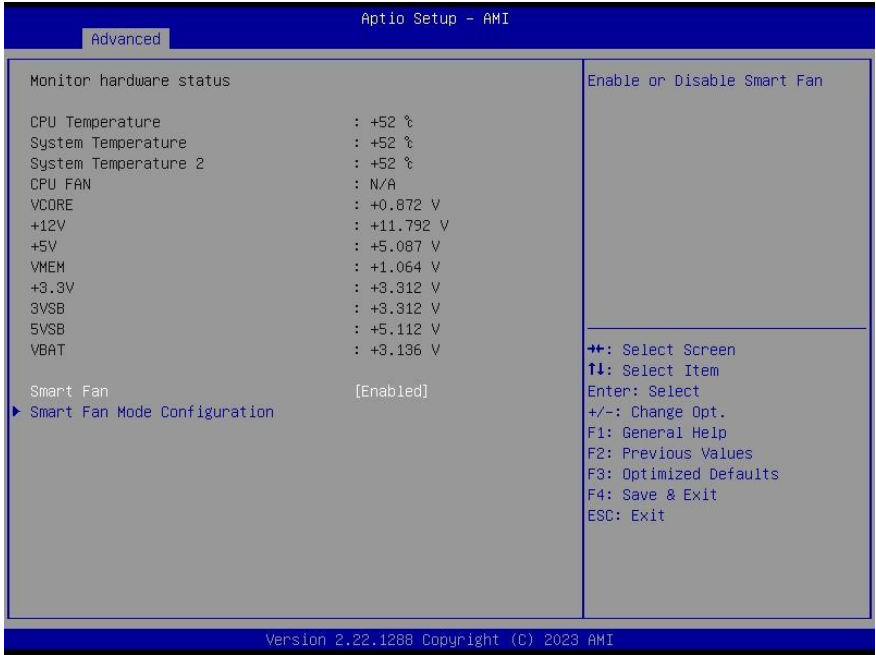 Aptio Setup - AMI
Advanced
Monitor hardware status
CPU Temperature : +52 ℃
System Temperature : +52 ℃
System Temperature 2 : +52 ℃
CPU FAN : N/A
VCORE : +0.872 V
+12V : +11.792 V
+5V : +5.087 V
VMEM : +1.064 V
+3.3V : +3.312 V
3VSB : +3.312 V
5VSB : +5.112 V
VBAT : +3.136 V
Smart Fan [Enabled]
Smart Fan Mode Configuration
Enable or Disable Smart Fan
→←: Select Screen
↑↓: Select Item
Enter: Select
+/-: Change Opt.
F1: General Help
F2: Previous Values
F3: Optimized Defaults
F4: Save & Exit
ESC: Exit
Version 2.22.1288 Copyright (C) 2023 AMI